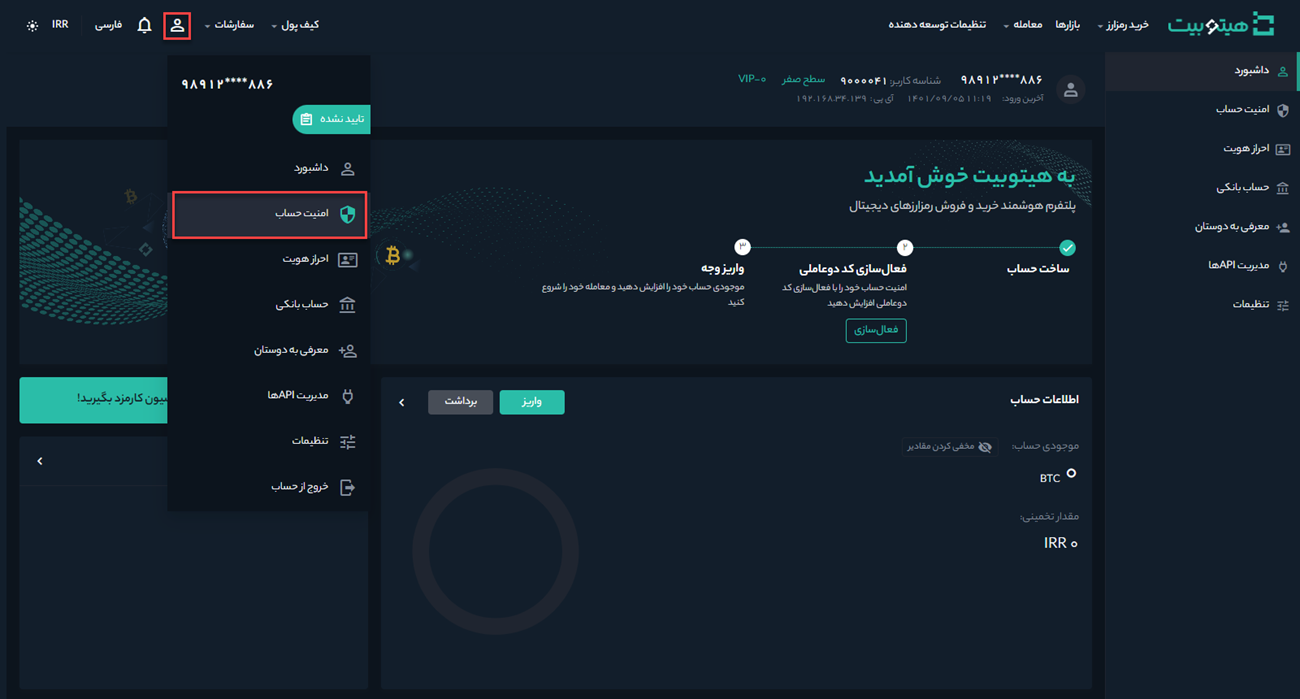 هیتوبیت
خرید رمزارز
بازارها
معامله
تنظیمات توسعه دهنده
کیف پول
سفارشات
فارسی
IRR
داشبورد
امنیت حساب
احراز هویت
حساب بانکی
معرفی به دوستان
مدیریت APIها
تنظیمات
۹۸۹۱۲****۸۸۶
شناسه کاربر: ۹۰۰۰۰۴۱
سطح صفر
VIP-۰
آخرین ورود: ۱۴۰۱/۰۹/۰۵ ۱۱:۱۹
آی پی: ۱۹۲.۱۶۸.۳۴.۱۳۹
به هیتوبیت خوش آمدید
پلتفرم هوشمند خرید و فروش رمزارزهای دیجیتال
۲
۳
ساخت حساب
فعال‌سازی کد دوعاملی
امنیت حساب خود را با فعال‌سازی کد
دوعاملی افزایش دهید
فعال‌سازی
واریز وجه
موجودی حساب خود را افزایش دهید و معامله خود را شروع
کنید
اطلاعات حساب
واریز
برداشت
موجودی حساب:
مخفی کردن مقادیر
۰ BTC
مقدار تخمینی:
۰ IRR
۹۸۹۱۲****۸۸۶
تایید نشده
داشبورد
امنیت حساب
احراز هویت
حساب بانکی
معرفی به دوستان
مدیریت APIها
تنظیمات
خروج از حساب
کارمزد بگیرید!